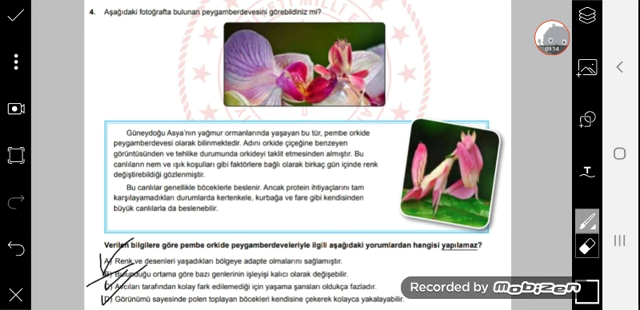 4. Aşağıdaki fotoğrafta bulunan peygamberdevesini görebildiniz mi?
09:14
Güneydoğu Asya'nın yağmur ormanlarında yaşayan bu tür, pembe orkide
peygamberdevesi olarak bilinmektedir. Adını orkide çiçeğine benzeyen
görüntüsünden ve tehlike durumunda orkideyi taklit etmesinden almıştır. Bu
canlıların nem ve ışık koşulları gibi faktörlere bağlı olarak birkaç gün içinde renk
değiştirebildiği gözlenmiştir.
Bu canlılar genellikle böceklerle beslenir. Ancak protein ihtiyaçlarını tam
karşılayamadıkları durumlarda kertenkele, kurbağa ve fare gibi kendisinden
büyük canlılarla da beslenebilir.
Verilen bilgilere göre pembe orkide peygamberdeveleriyle ilgili aşağıdaki yorumlardan hangisi yapılamaz?
A) Renk ve desenleri yaşadıkları bölgeye adapte olmalarını sağlamıştır.
B) Bulunduğu ortama göre bazı genlerinin işleyişi kalıcı olarak değişebilir.
C) Avcıları tarafından kolay fark edilemediği için yaşama şansları oldukça fazladır.
D) Görünümü sayesinde polen toplayan böcekleri kendisine çekerek kolayca yakalayabilir.
Recorded by Mobizen